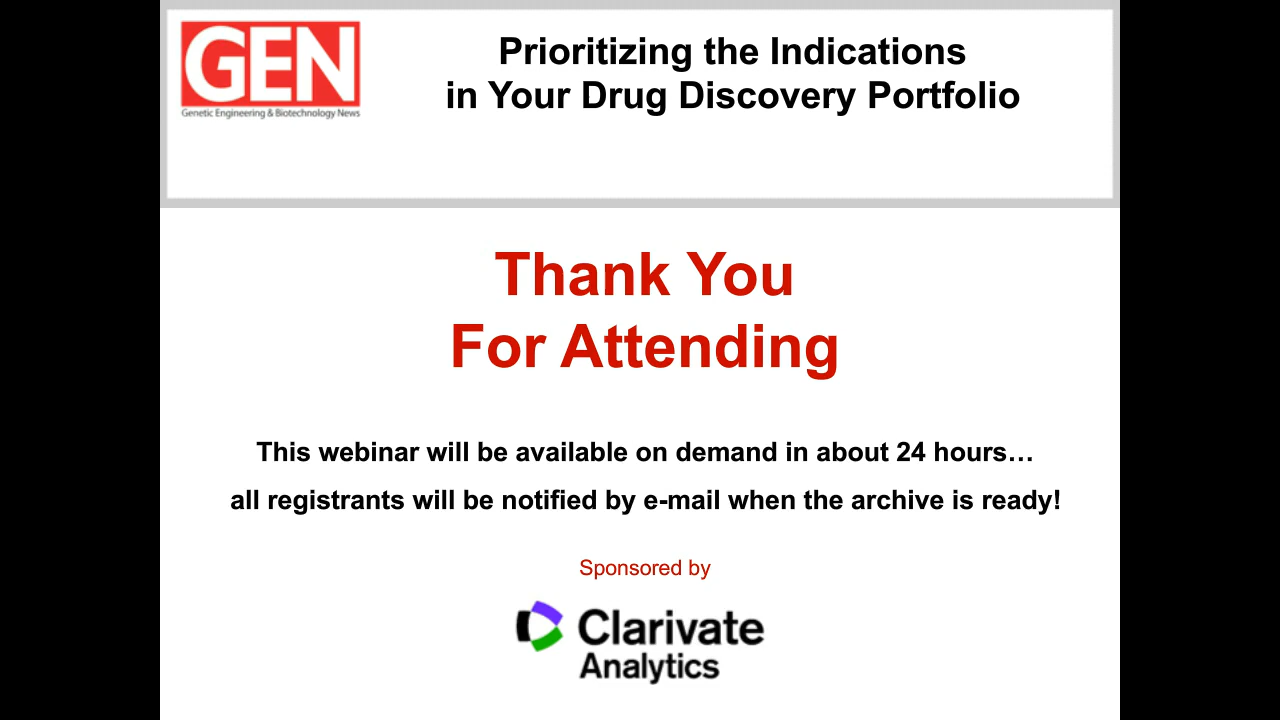 GEN
Genetic Engineering & Biotechnology News
Prioritizing the Indications
in Your Drug Discovery Portfolio
Thank You
For Attending
This webinar will be available on demand in about 24 hours…
all registrants will be notified by e-mail when the archive is ready!
Sponsored by
Clarivate
Analytics